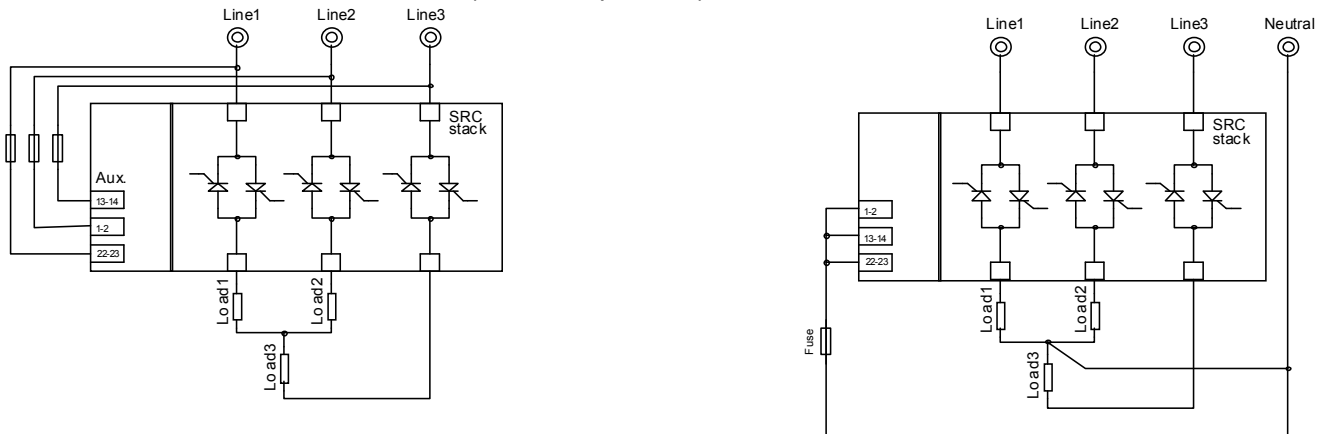 Line1 Line2 Line3
SRC
stack
Aux.
13-14
1-2
22-23
Load1
Load2
Load3
Line1 Line2 Line3 Neutral
SRC
stack
1-2
13-14
22-23
Load1
Load2
Fuse
Load3